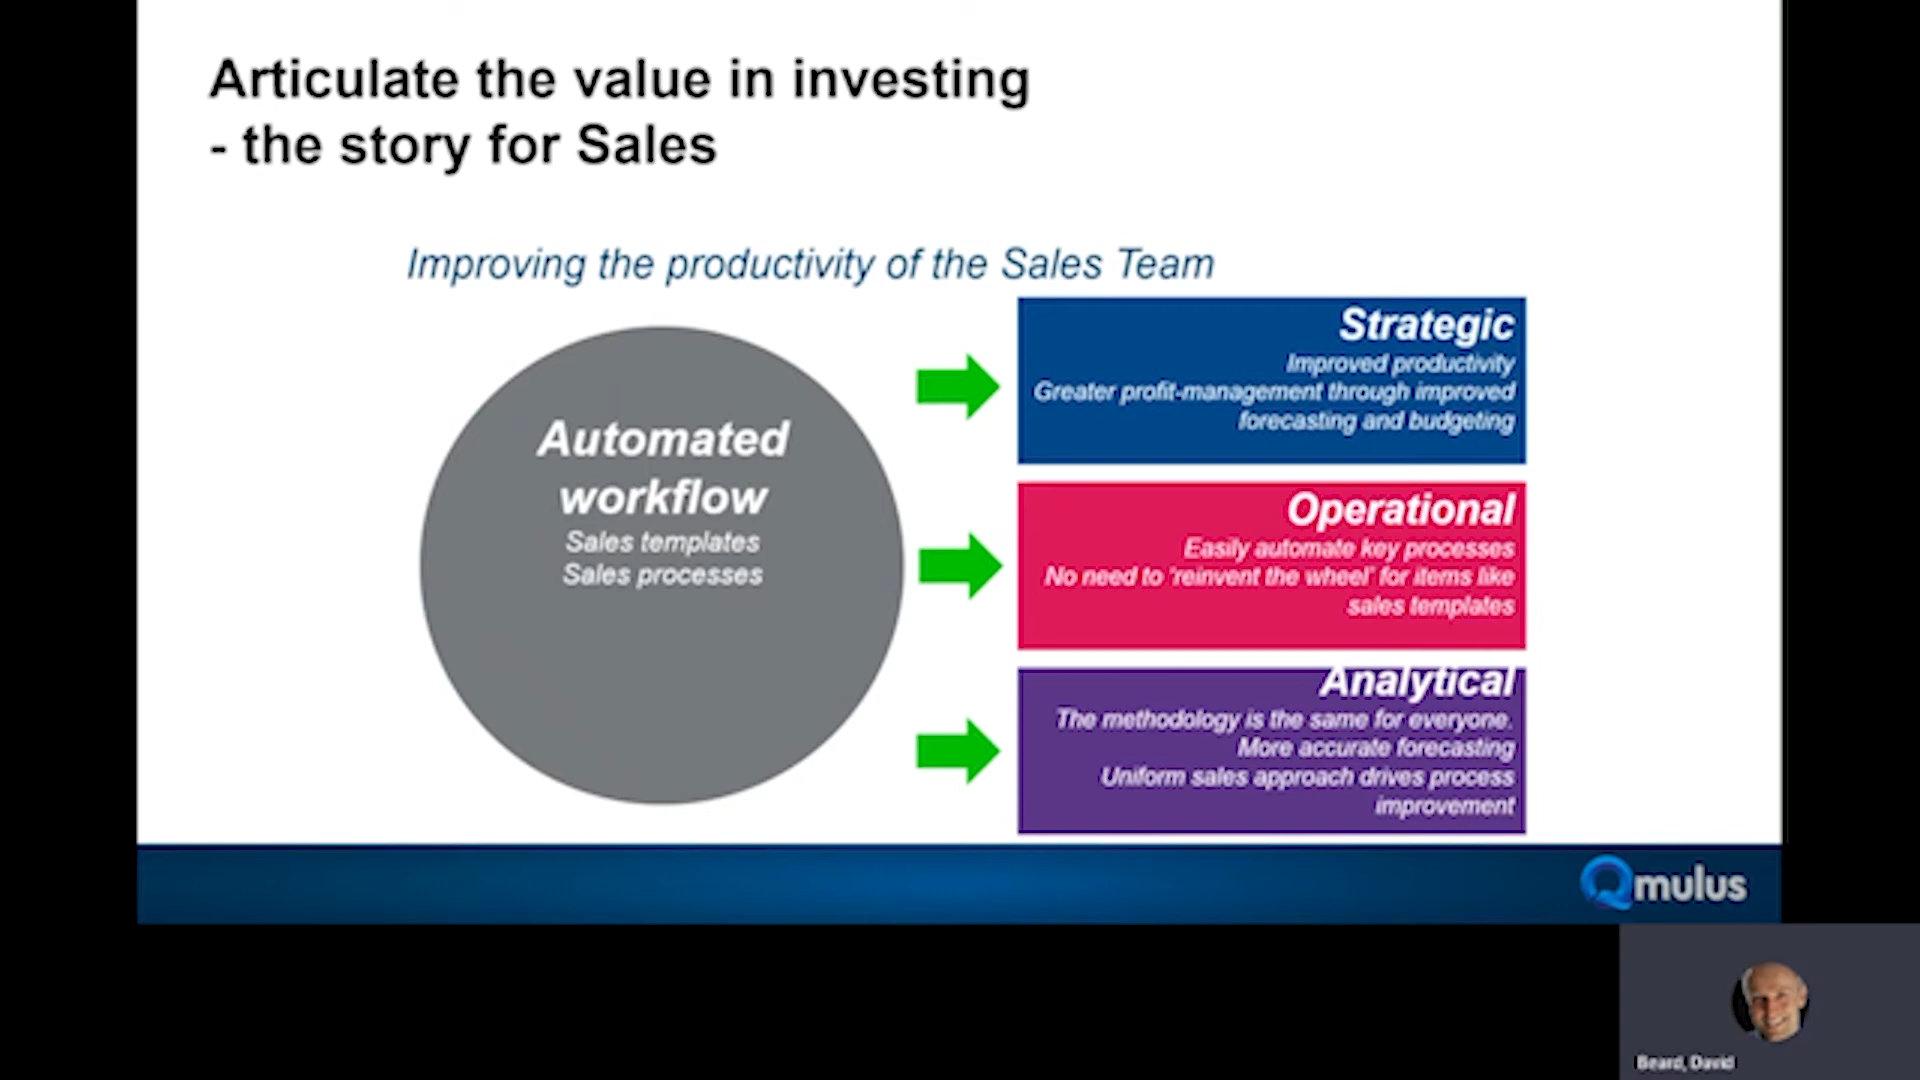 Articulate the value in investing
- the story for Sales
Improving the productivity of the Sales Team
Automated
workflow
Sales templates
Sales processes
Strategic
Improved productivity
Greater profit-management through improved
forecasting and budgeting
Operational
Easily automate key processes
No need to 'reinvent the wheel' for items like
sales templates
Analytical
The methodology is the same for everyone.
More accurate forecasting
Uniform sales approach drives process
improvement
Qmulus
Beard, David